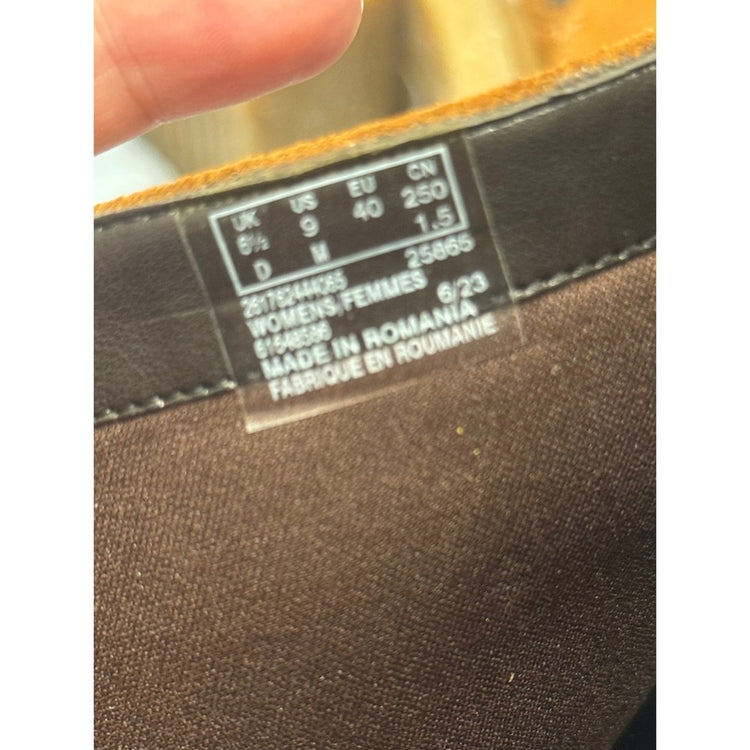 UK US EU CN
6½ 9 40 250
D M 1.5
25865
WOMENS/FEMMES
6/23
MADE IN ROMANIA
FABRIQUE EN ROUMANIE